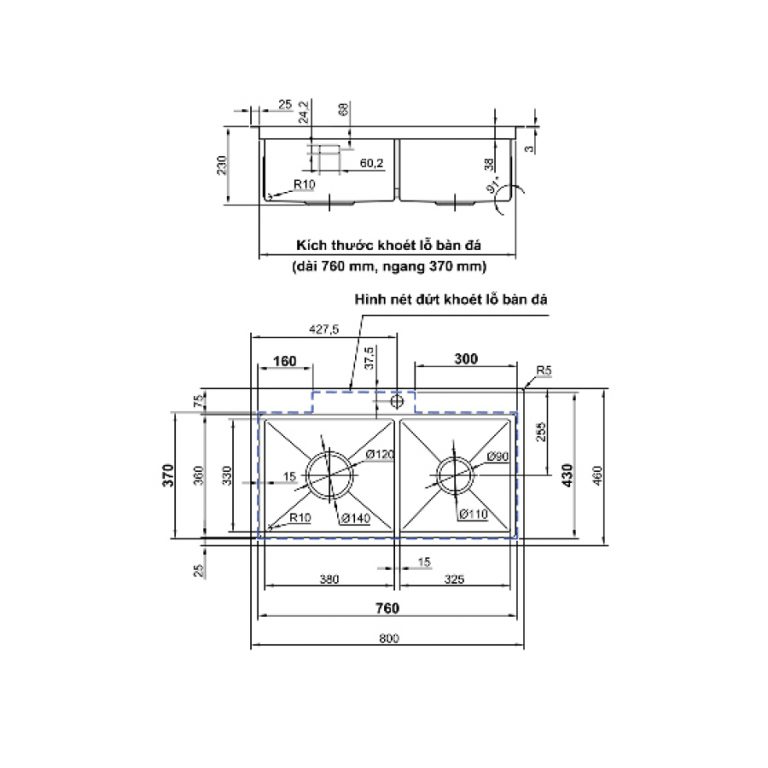 25
24,2
68
230
60,2
R10
38
3
91°
Kích thước khoét lỗ bàn đá
(dài 760 mm, ngang 370 mm)
Hình nét đứt khoét lỗ bàn đá
427,5
160
37,5
300
R5
75
370
360
330
15
Ø120
Ø90
255
430
460
R10
Ø140
Ø110
25
15
380
325
760
800